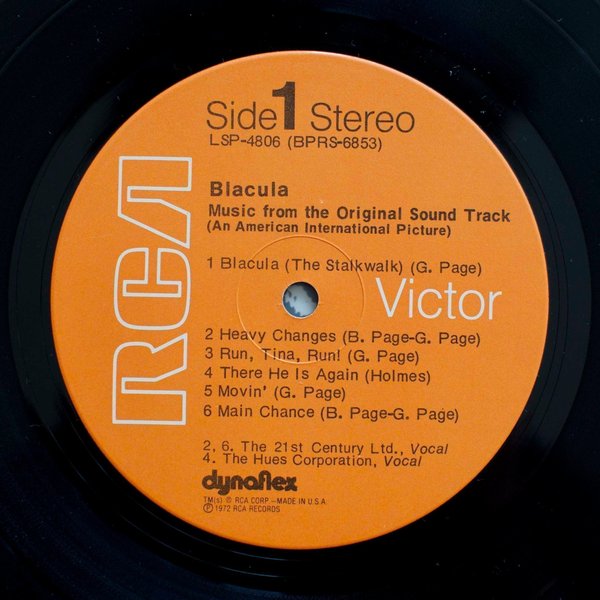 Side 1 Stereo
LSP-4806 (BPRS-6853)
RCA
Blacula
Music from the Original Sound Track
(An American International Picture)
1 Blacula (The Stalkwalk) (G. Page)
Victor
2 Heavy Changes (B. Page-G. Page)
3 Run, Tina, Run! (G. Page)
4 There He Is Again (Holmes)
5 Movin' (G. Page)
6 Main Chance (B. Page-G. Page)
2, 6. The 21st Century Ltd., Vocal
4. The Hues Corporation, Vocal
dynaflex
TM(s) ® RCA CORP.–MADE IN U.S.A.
℗ 1972 RCA RECORDS